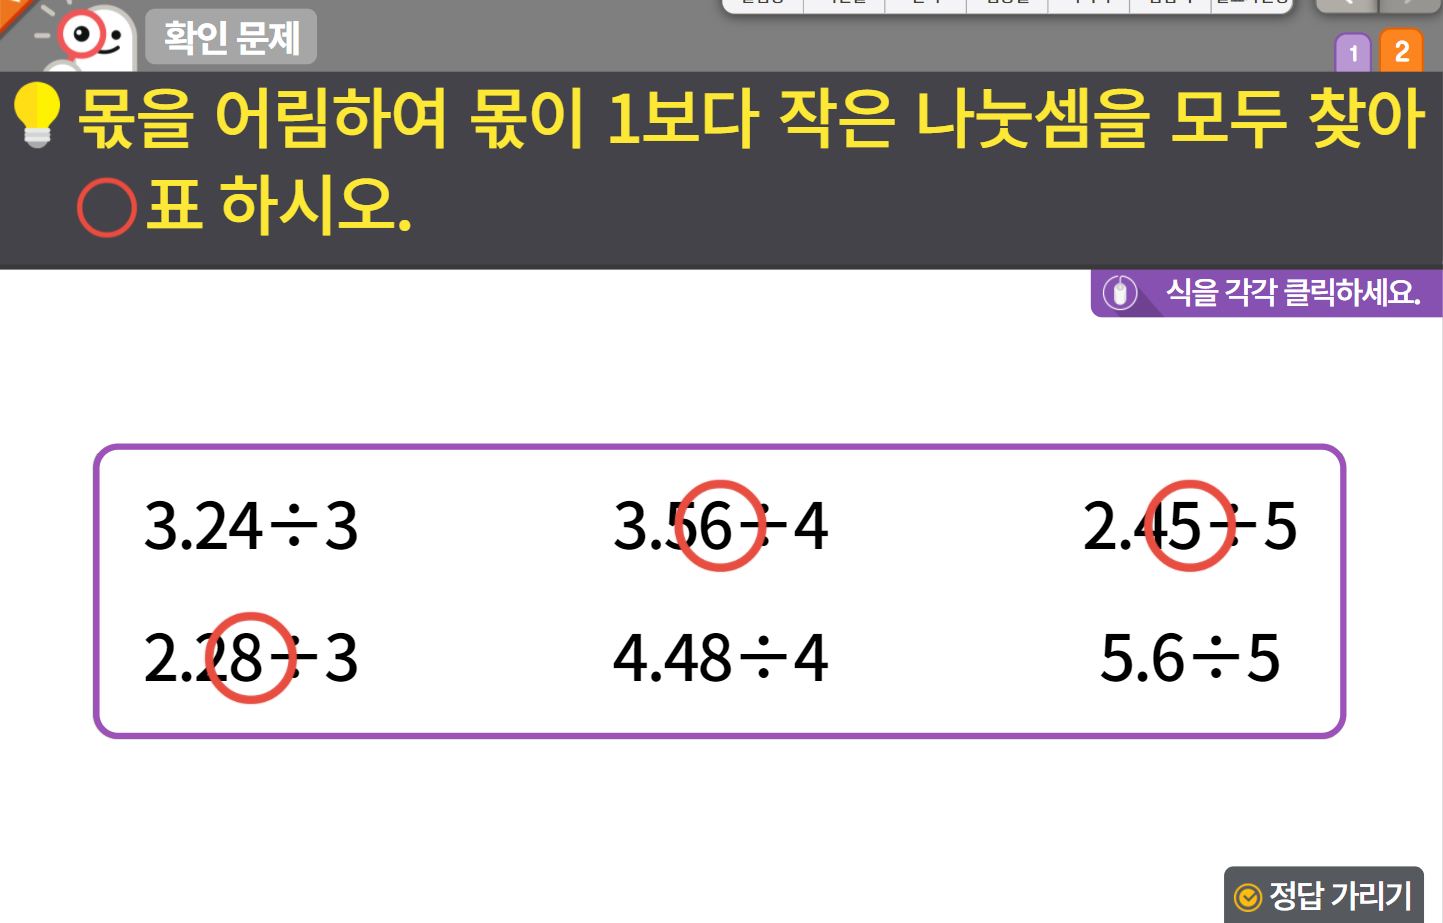 확인 문제
1 2
몫을 어림하여 몫이 1보다 작은 나눗셈을 모두 찾아
○표 하시오.
식을 각각 클릭하세요.
3.24÷3 3.56÷4 2.45÷5
2.28÷3 4.48÷4 5.6÷5
정답 가리기